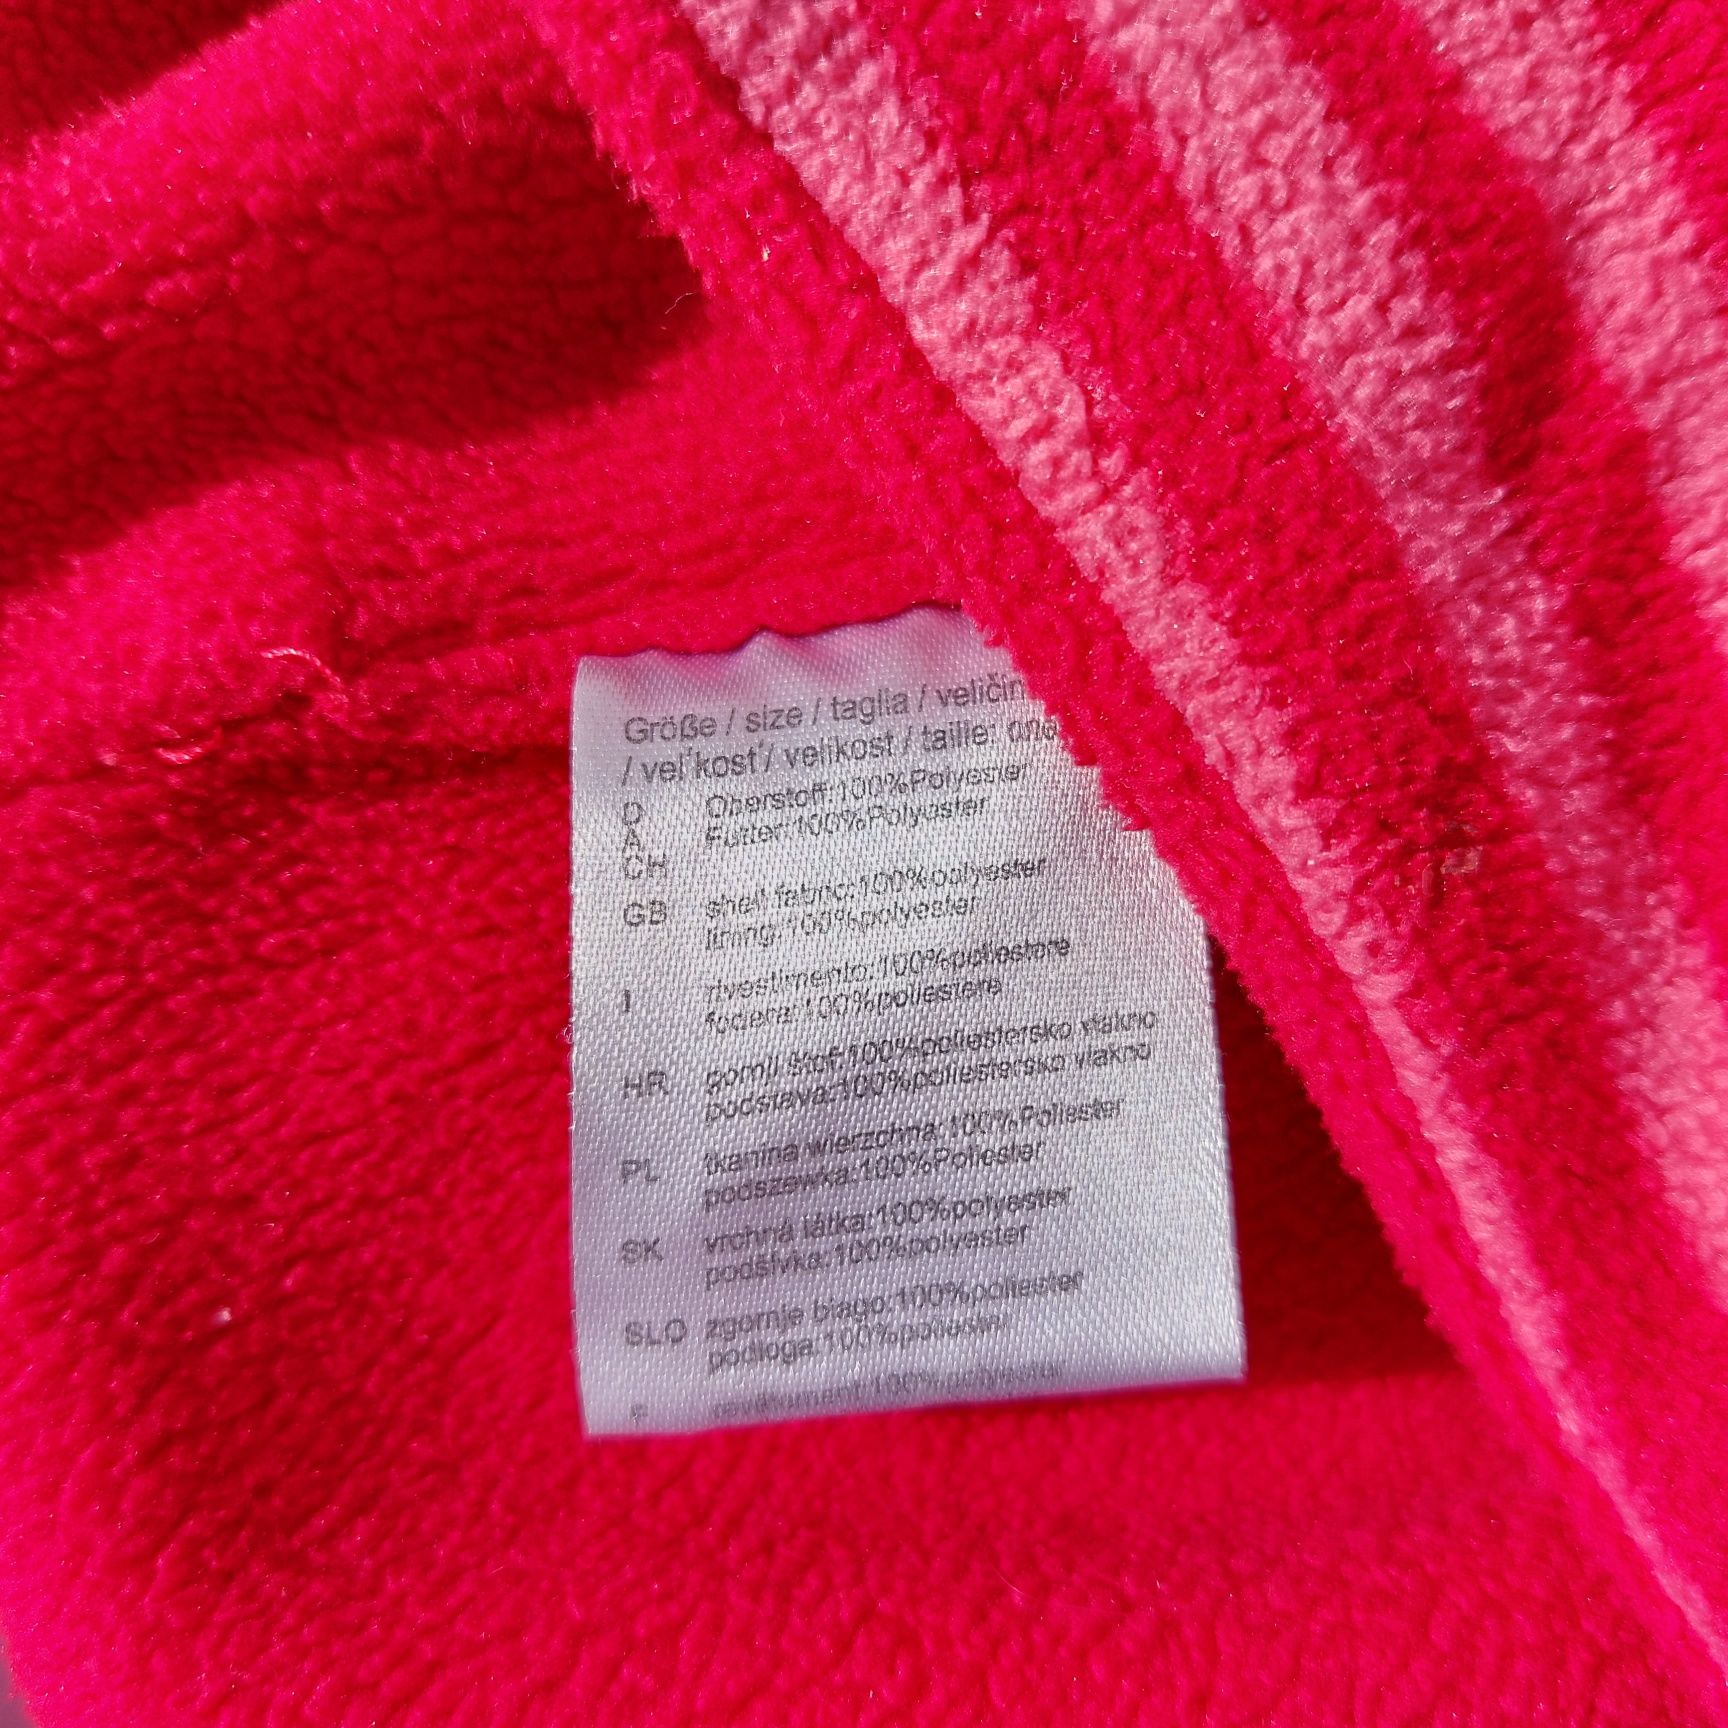 Größe / size / taglia / veličin
/ vel'kosť / velikost / taille: one
D Oberstoff:100%Polyester
A Futter:100%Polyester
CH
GB shell fabric:100%polyester
lining:100%polyester
I rivestimento:100%poliestere
fodera:100%poliestere
HR gornji štof:100%poliestersko vlakno
podstava:100%poliestersko vlakno
PL tkanina wierzchna:100%Poliester
podszewka:100%Poliester
SK vrchná látka:100%polyester
podšívka:100%polyester
SLO zgornje blago:100%poliester
podloga:100%poliester
F 100%